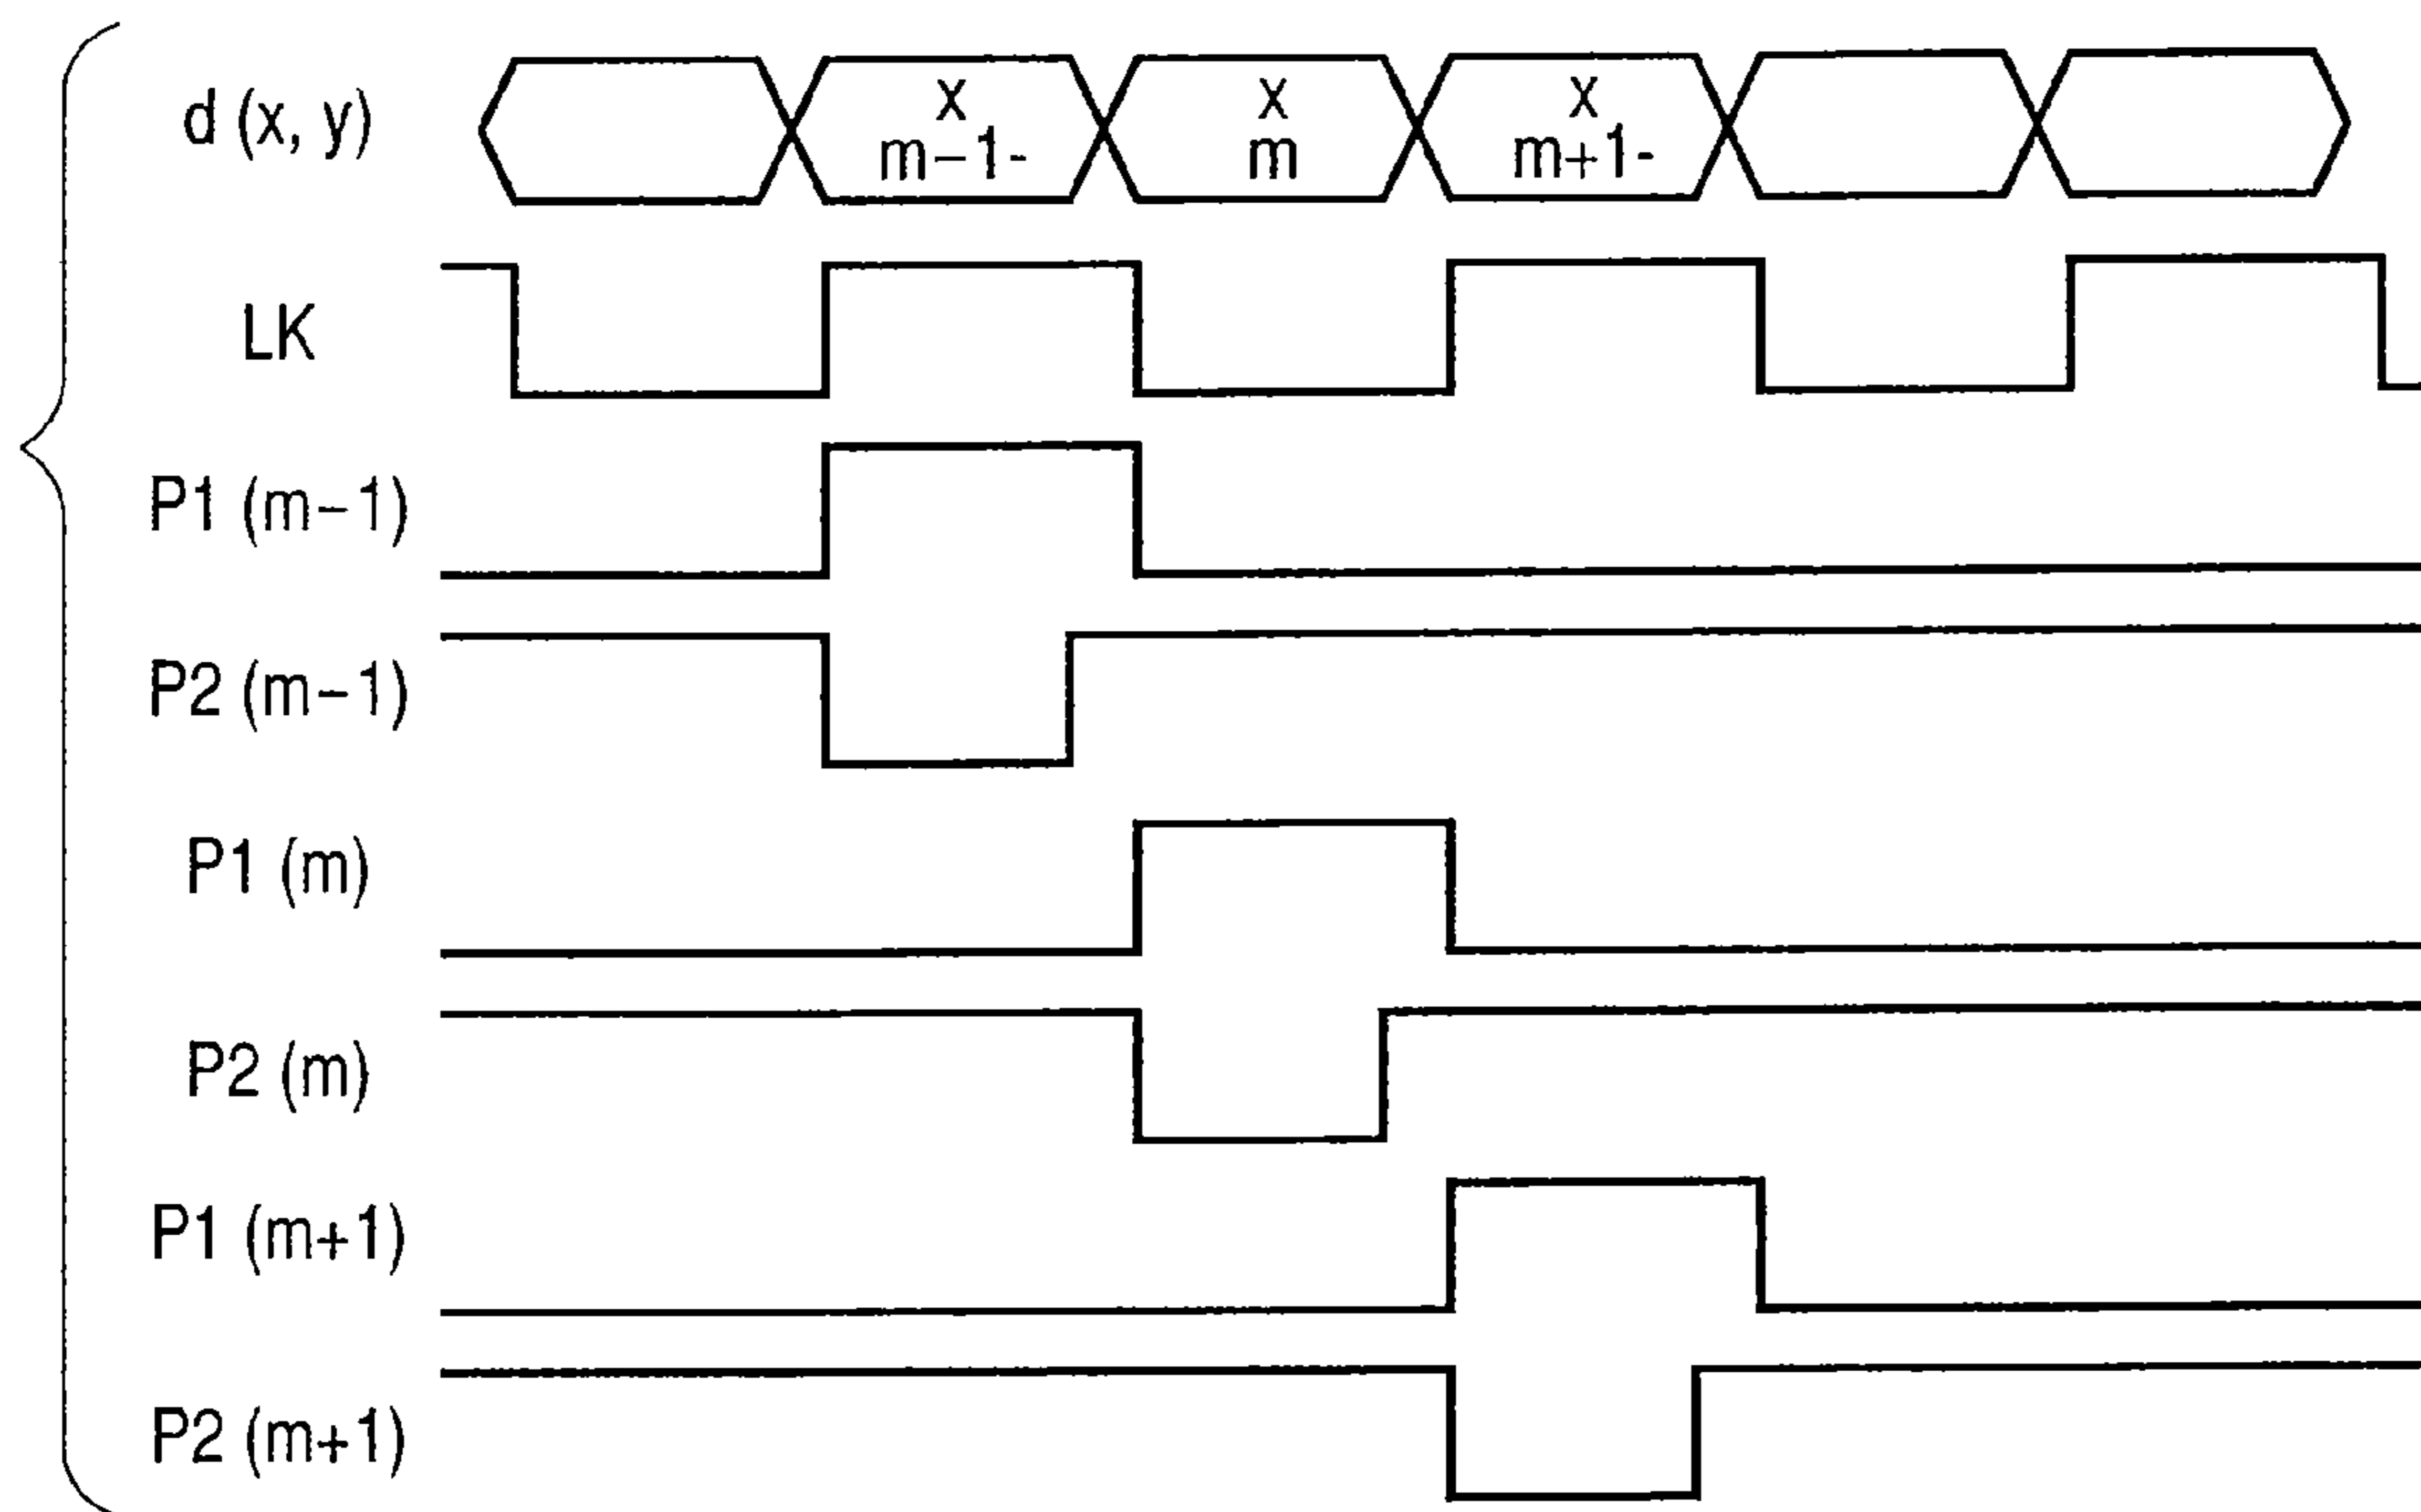 d (x, y)
x
m−1-
x
m
x
m+1-
LK
P1 (m−1)
P2 (m−1)
P1 (m)
P2 (m)
P1 (m+1)
P2 (m+1)